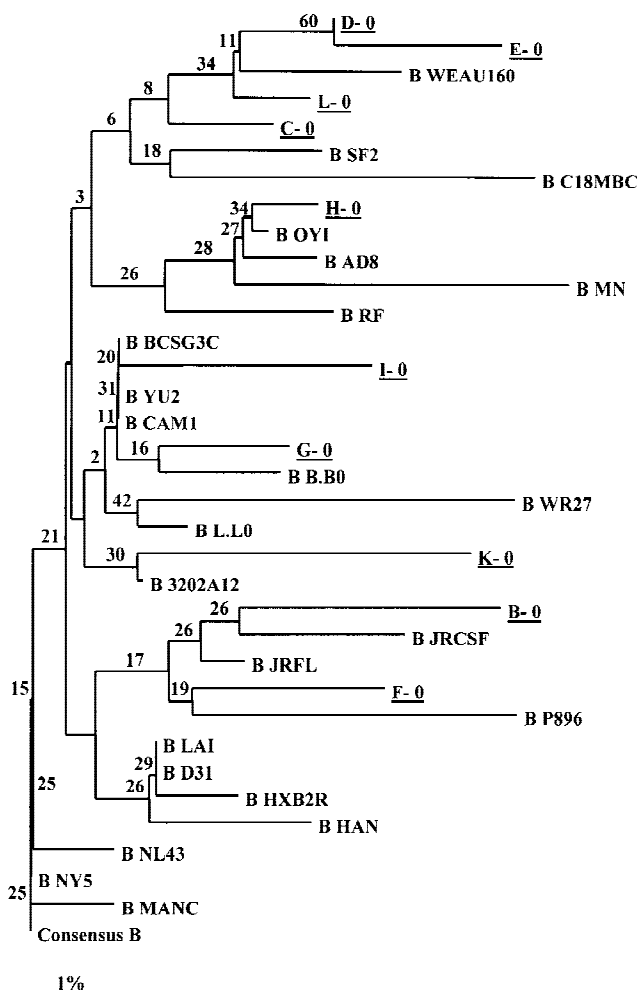 60 D- 0
11 E- 0
34 B WEAU160
8 L- 0
C- 0
6
18 B SF2
B C18MBC
3
34 H- 0
27 B OYI
28 B AD8
26 B MN
B RF
B BCSG3C
20 I- 0
31 B YU2
11 B CAM1
16 G- 0
2 B B.B0
42 B WR27
B L.L0
21
30 K- 0
B 3202A12
26 B- 0
26 B JRCSF
17 B JRFL
15 19 F- 0
B P896
B LAI
29 B D31
25 26 B HXB2R
B HAN
B NL43
B NY5
25 B MANC
Consensus B
1%